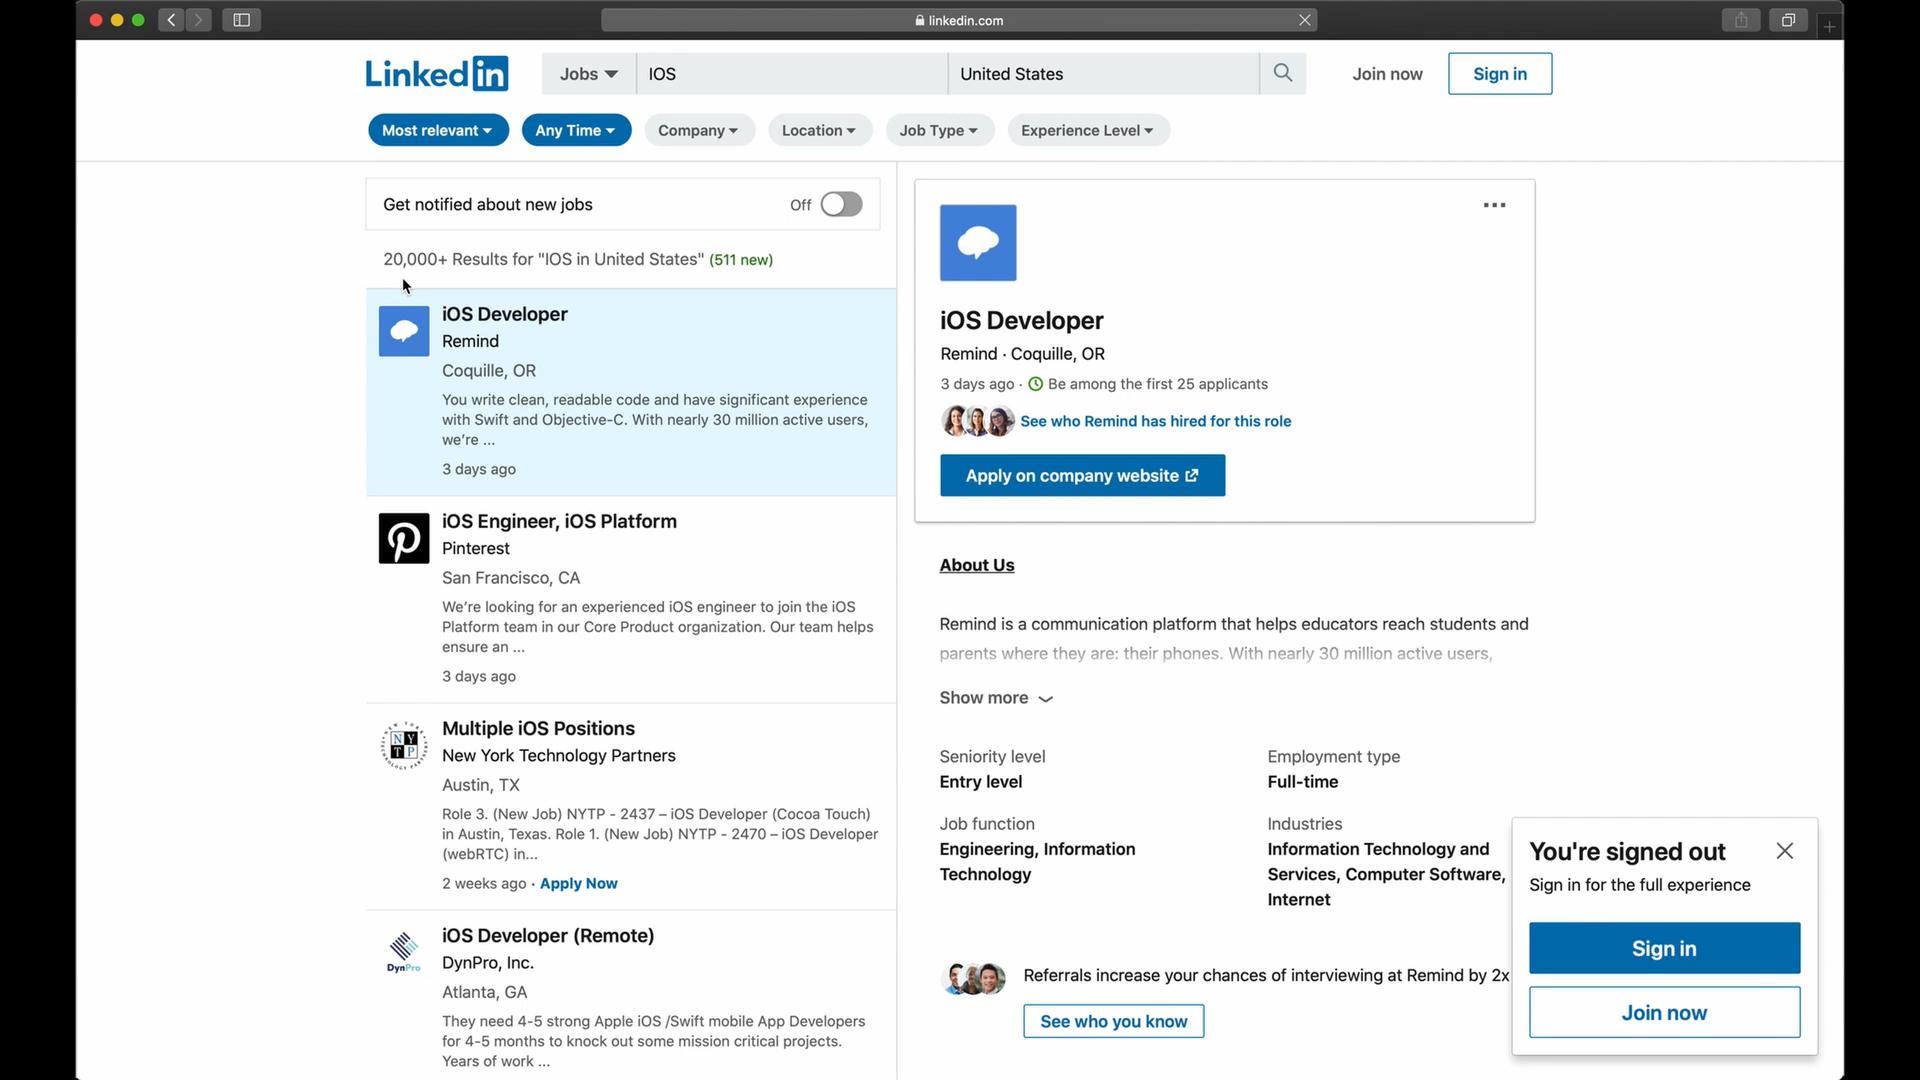 linkedin.com
Linked in
Jobs
IOS
United States
Join now
Sign in
Most relevant
Any Time
Company
Location
Job Type
Experience Level
Get notified about new jobs
Off
20,000+ Results for "IOS in United States" (511 new)
iOS Developer
Remind
Coquille, OR
You write clean, readable code and have significant experience
with Swift and Objective-C. With nearly 30 million active users,
we're ...
3 days ago
iOS Engineer, iOS Platform
Pinterest
San Francisco, CA
We're looking for an experienced iOS engineer to join the iOS
Platform team in our Core Product organization. Our team helps
ensure an ...
3 days ago
NY
TP
Multiple iOS Positions
New York Technology Partners
Austin, TX
Role 3. (New Job) NYTP - 2437 – iOS Developer (Cocoa Touch)
in Austin, Texas. Role 1. (New Job) NYTP - 2470 – iOS Developer
(webRTC) in...
2 weeks ago · Apply Now
DynPro
iOS Developer (Remote)
DynPro, Inc.
Atlanta, GA
They need 4-5 strong Apple iOS /Swift mobile App Developers
for 4-5 months to knock out some mission critical projects.
Years of work ...
iOS Developer
Remind · Coquille, OR
3 days ago · Be among the first 25 applicants
See who Remind has hired for this role
Apply on company website
About Us
Remind is a communication platform that helps educators reach students and
parents where they are: their phones. With nearly 30 million active users,
Show more
Seniority level
Entry level
Employment type
Full-time
Job function
Engineering, Information
Technology
Industries
Information Technology and
Services, Computer Software,
Internet
Referrals increase your chances of interviewing at Remind by 2x
See who you know
You're signed out
Sign in for the full experience
Sign in
Join now